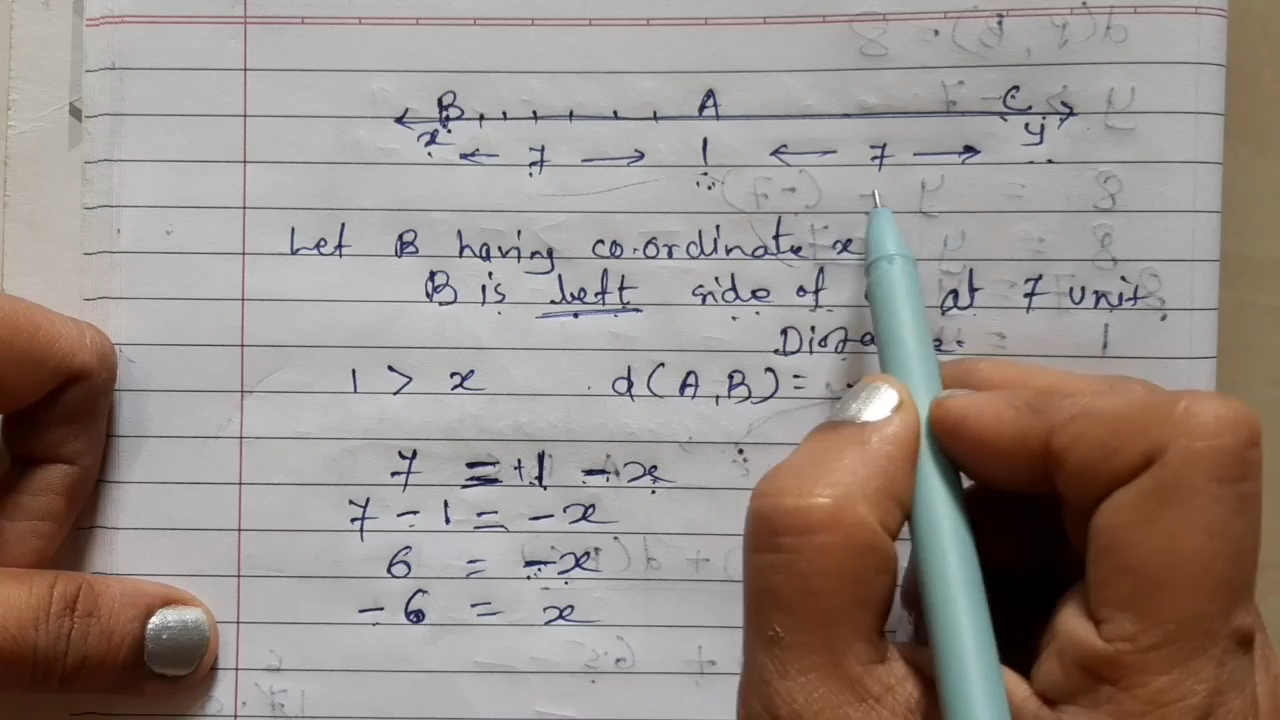 B A C
x ← 7 → 1 ← 7 → y
Let B having co.ordinate x
B is left side of at 7 unit
1 > x d(A,B) =
7 = +1 - x
7 - 1 = -x
6 = -x
-6 = x